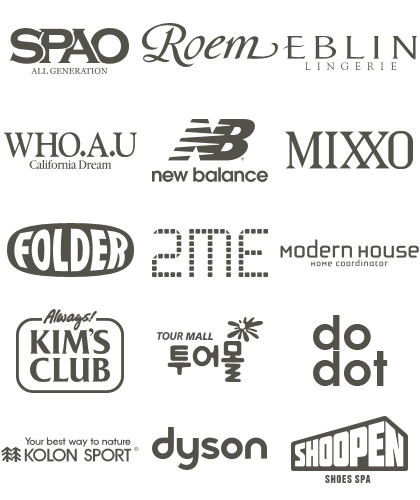 SPAO
ALL GENERATION
Roem
EBLIN
LINGERIE
WHO.A.U
California Dream
NB
new balance
MIXXO
FOLDER
2ME
MODERN HOUSE
HOME COORDINATOR
Always!
KIM'S
CLUB
TOUR MALL
투어몰
do
dot
Your best way to nature
KOLON SPORT®
dyson
SHOOPEN
SHOES SPA